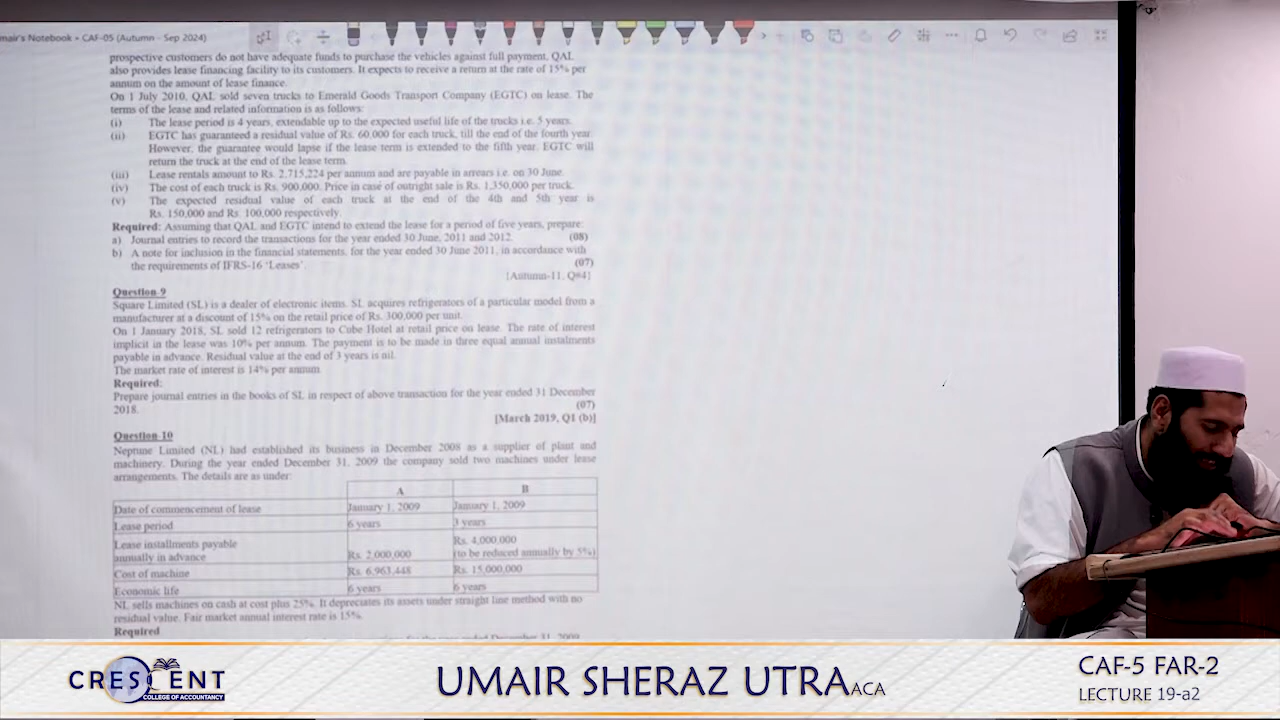 mair's Notebook » CAF-05 (Autumn - Sep 2024)
prospective customers do not have adequate funds to purchase the vehicles against full payment, QAL
also provides lease financing facility to its customers. It expects to receive a return at the rate of 15% per
annum on the amount of lease finance.
On 1 July 2010, QAL sold seven trucks to Emerald Goods Transport Company (EGTC) on lease. The
terms of the lease and related information is as follows:
(i) The lease period is 4 years, extendable up to the expected useful life of the trucks i.e. 5 years.
(ii) EGTC has guaranteed a residual value of Rs. 60,000 for each truck, till the end of the fourth year.
However, the guarantee would lapse if the lease term is extended to the fifth year. EGTC will
return the truck at the end of the lease term.
(iii) Lease rentals amount to Rs. 2,715,224 per annum and are payable in arrears i.e. on 30 June.
(iv) The cost of each truck is Rs. 900,000. Price in case of outright sale is Rs. 1,350,000 per truck.
(v) The expected residual value of each truck at the end of the 4th and 5th year is
Rs. 150,000 and Rs. 100,000 respectively.
Required: Assuming that QAL and EGTC intend to extend the lease for a period of five years, prepare:
a) Journal entries to record the transactions for the year ended 30 June, 2011 and 2012. (08)
b) A note for inclusion in the financial statements, for the year ended 30 June 2011, in accordance with
the requirements of IFRS-16 'Leases'. (07)
[Autumn-11, Q#4]
Question-9
Square Limited (SL) is a dealer of electronic items. SL acquires refrigerators of a particular model from a
manufacturer at a discount of 15% on the retail price of Rs. 300,000 per unit.
On 1 January 2018, SL sold 12 refrigerators to Cube Hotel at retail price on lease. The rate of interest
implicit in the lease was 10% per annum. The payment is to be made in three equal annual instalments
payable in advance. Residual value at the end of 3 years is nil.
The market rate of interest is 14% per annum.
Required:
Prepare journal entries in the books of SL in respect of above transaction for the year ended 31 December
2018. (07)
[March 2019, Q1 (b)]
Question-10
Neptune Limited (NL) had established its business in December 2008 as a supplier of plant and
machinery. During the year ended December 31, 2009 the company sold two machines under lease
arrangements. The details are as under:
A B
Date of commencement of lease January 1, 2009 January 1, 2009
Lease period 6 years 3 years
Lease installments payable annually in advance Rs. 2,000,000 Rs. 4,000,000 (to be reduced annually by 5%)
Cost of machine Rs. 6,963,448 Rs. 15,000,000
Economic life 6 years 6 years
NL sells machines on cash at cost plus 25%. It depreciates its assets under straight line method with no
residual value. Fair market annual interest rate is 15%.
Required
CRESCENT
COLLEGE OF ACCOUNTANCY
UMAIR SHERAZ UTRA AGA
CAF-5 FAR-2
LECTURE 19-a2